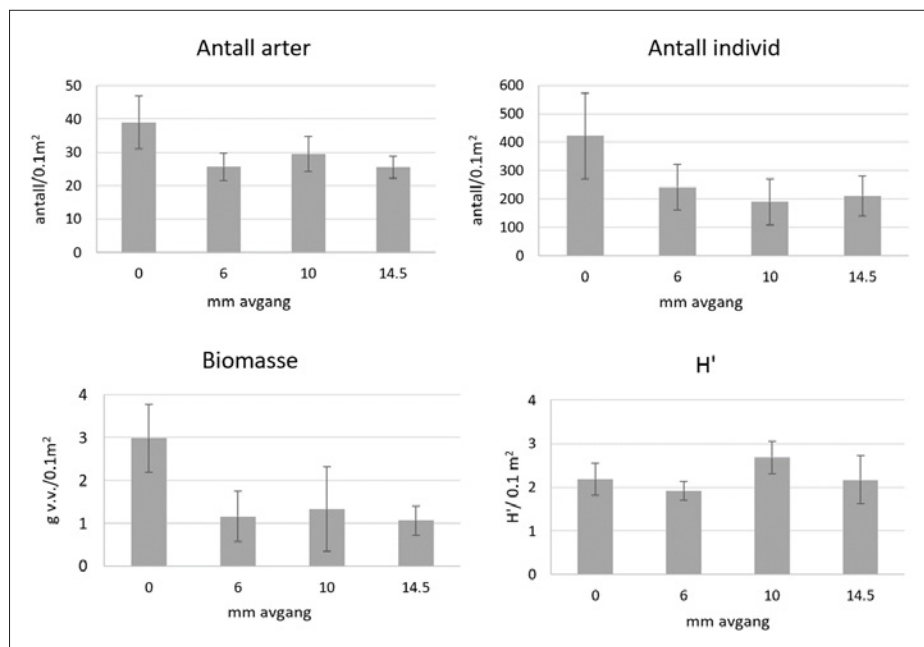 Antall arter
antall/0.1m²
50
40
30
20
10
0
0 6 10 14.5
mm avgang
Antall individ
antall/0.1m²
600
500
400
300
200
100
0
0 6 10 14.5
mm avgang
Biomasse
g v.v./0.1m²
4
3
2
1
0
0 6 10 14.5
mm avgang
H'
H'/ 0.1 m²
4
3
2
1
0
0 6 10 14.5
mm avgang